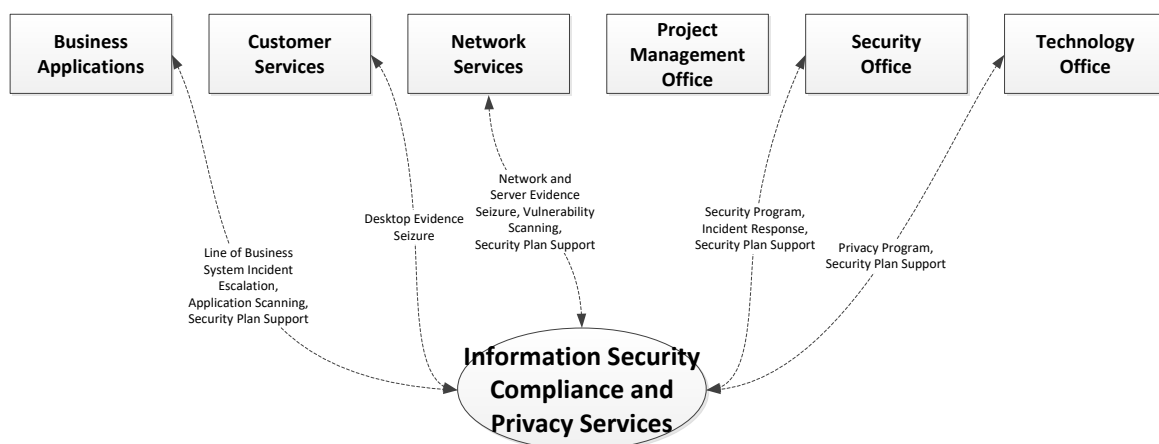 Business
Applications
Customer
Services
Network
Services
Project
Management
Office
Security
Office
Technology
Office
Line of Business
System Incident
Escalation,
Application Scanning,
Security Plan Support
Desktop Evidence
Seizure
Network and
Server Evidence
Seizure, Vulnerability
Scanning,
Security Plan Support
Security Program,
Incident Response,
Security Plan Support
Privacy Program,
Security Plan Support
Information Security
Compliance and
Privacy Services